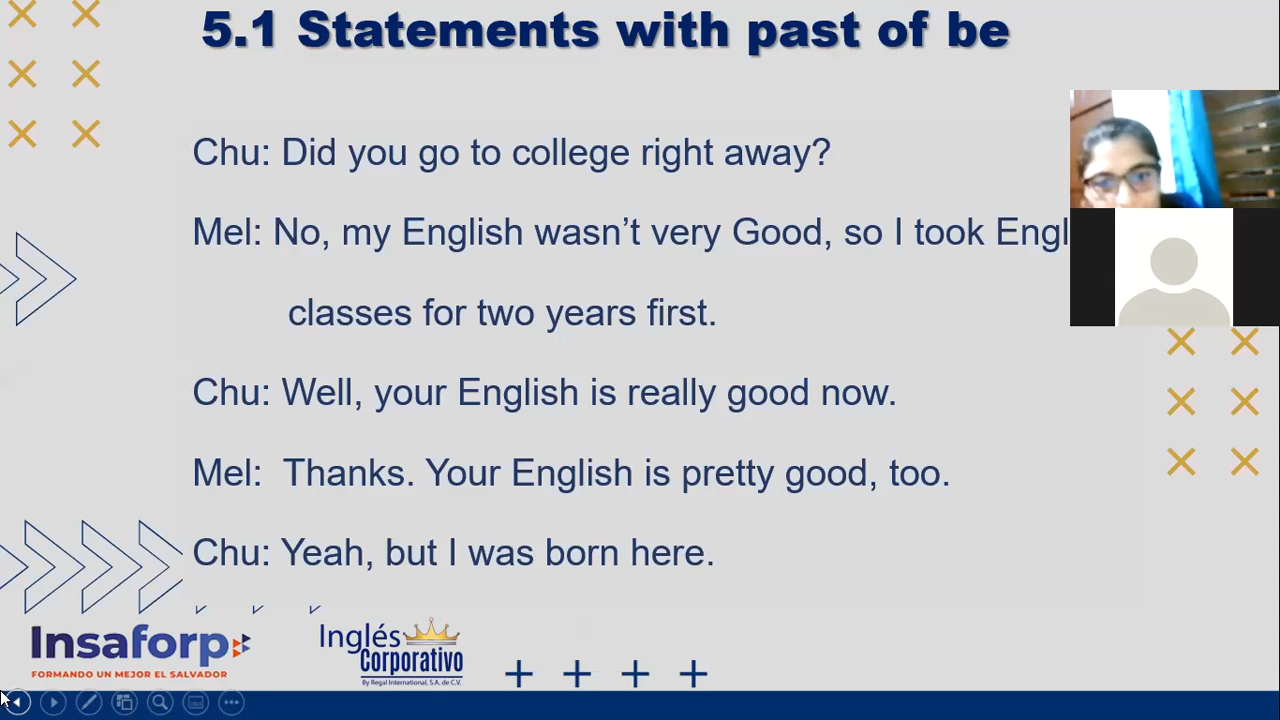 5.1 Statements with past of be
Chu: Did you go to college right away?
Mel: No, my English wasn’t very Good, so I took Engl
classes for two years first.
Chu: Well, your English is really good now.
Mel: Thanks. Your English is pretty good, too.
Chu: Yeah, but I was born here.
Insaforp
FORMANDO UN MEJOR EL SALVADOR
Inglés
Corporativo
By Regal International, S.A. de C.V.